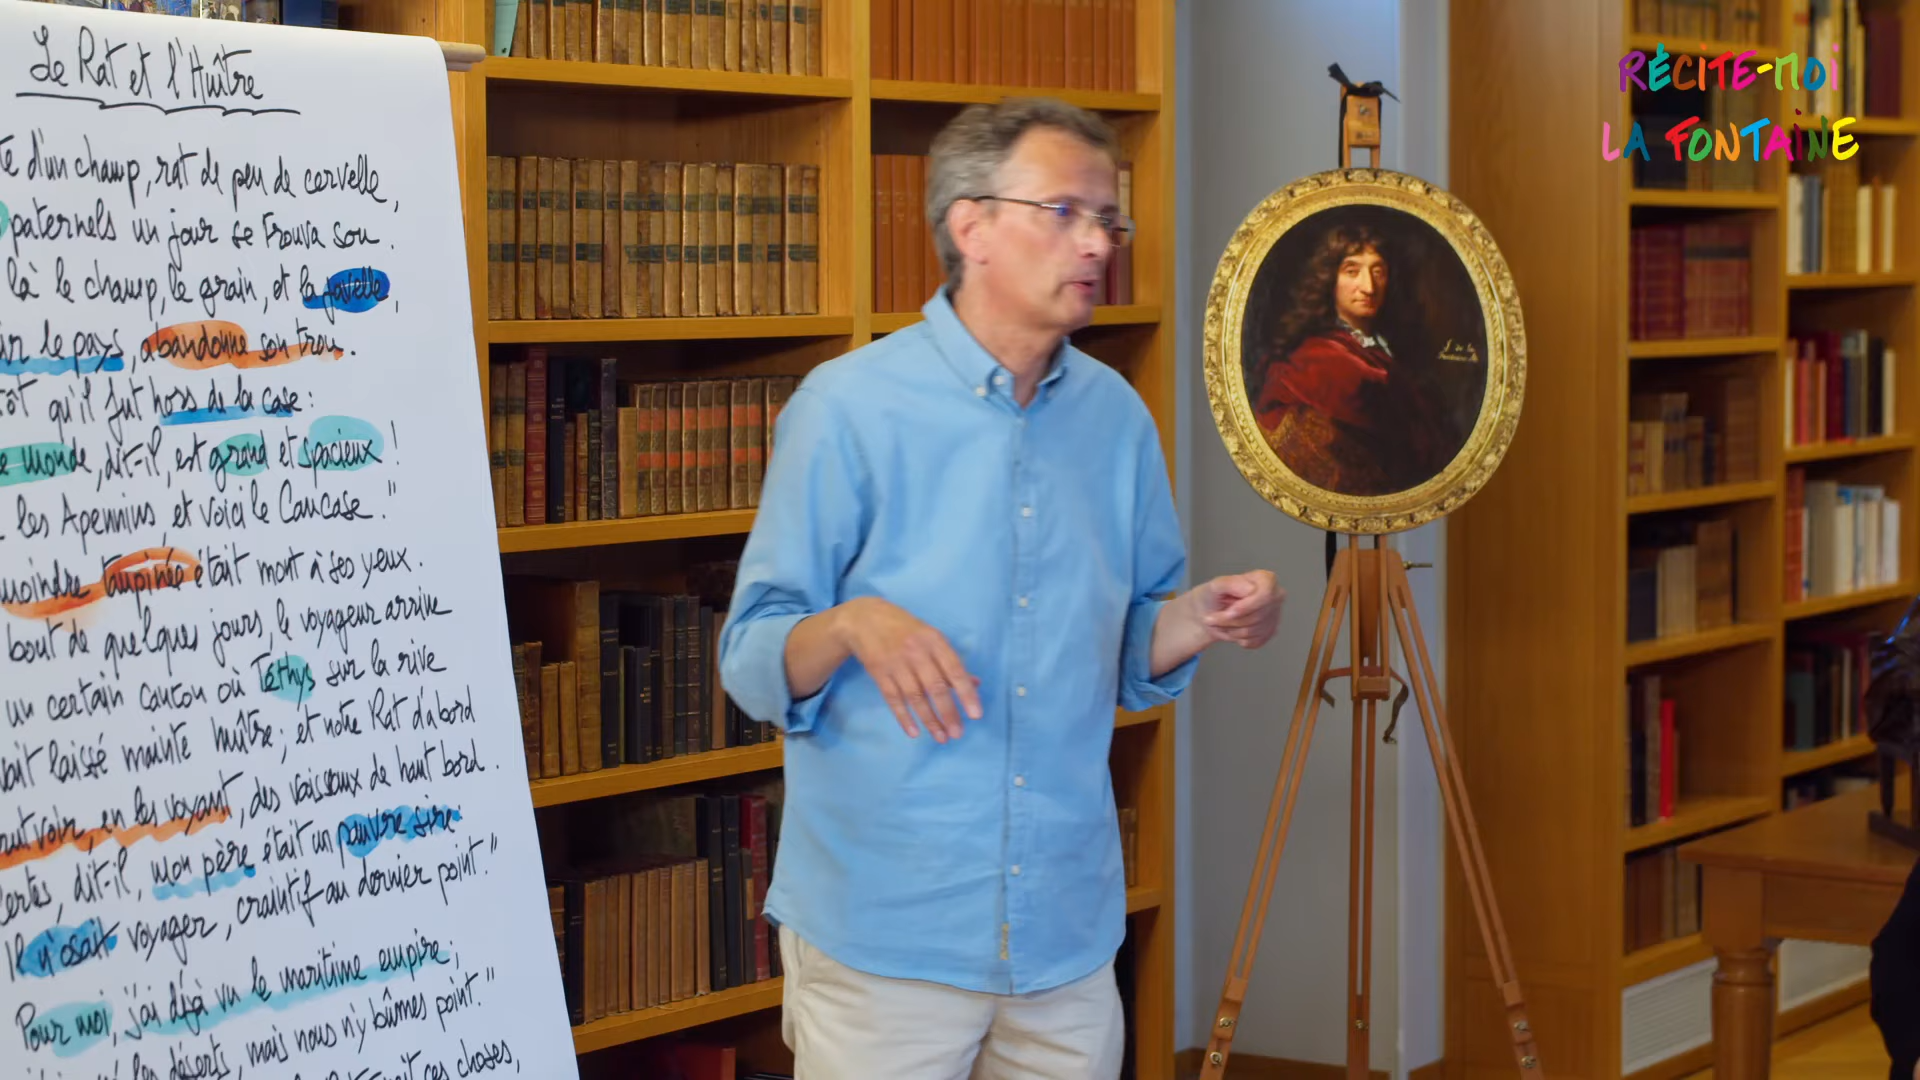 Le Rat et l'Huître
d'un champ, rat de peu de cervelle,
paternels un jour se trouva sou.
là le champ, le grain, et la javelle,
le pays, abandonne son trou.
qu'il fut hors de la case:
monde, dit-il, est grand et spacieux !
les Apennins, et voici le Caucase."
moindre taupinée était mont à ses yeux.
bout de quelques jours, le voyageur arrive
un certain canton où Téthys sur la rive
laissé mainte huître; et notre Rat d'abord
voir, en les voyant, des vaisseaux de haut bord.
dit-il, mon père était un pauvre sire.
Il n'osait voyager, craintif au dernier point."
Pour moi, j'ai déjà vu le maritime empire;
les déserts, mais nous n'y bûmes point."
ces choses,
RÉCITE-MOI
LA FONTAINE
J. de la